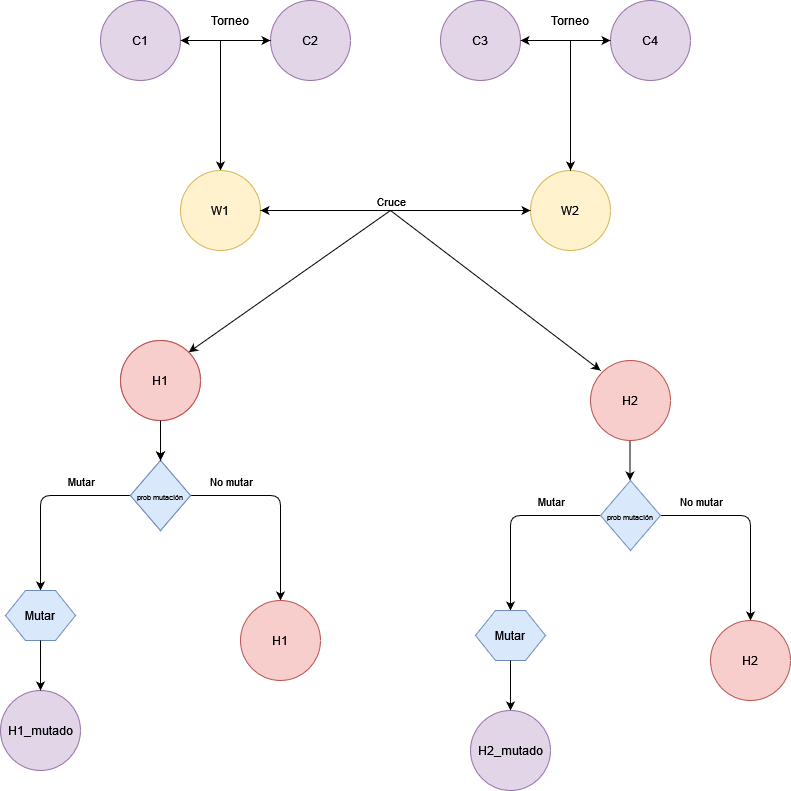 Torneo
Torneo
C1
C2
C3
C4
W1
Cruce
W2
H1
H2
prob mutación
Mutar
No mutar
prob mutación
Mutar
No mutar
Mutar
H1
Mutar
H2
H1_mutado
H2_mutado